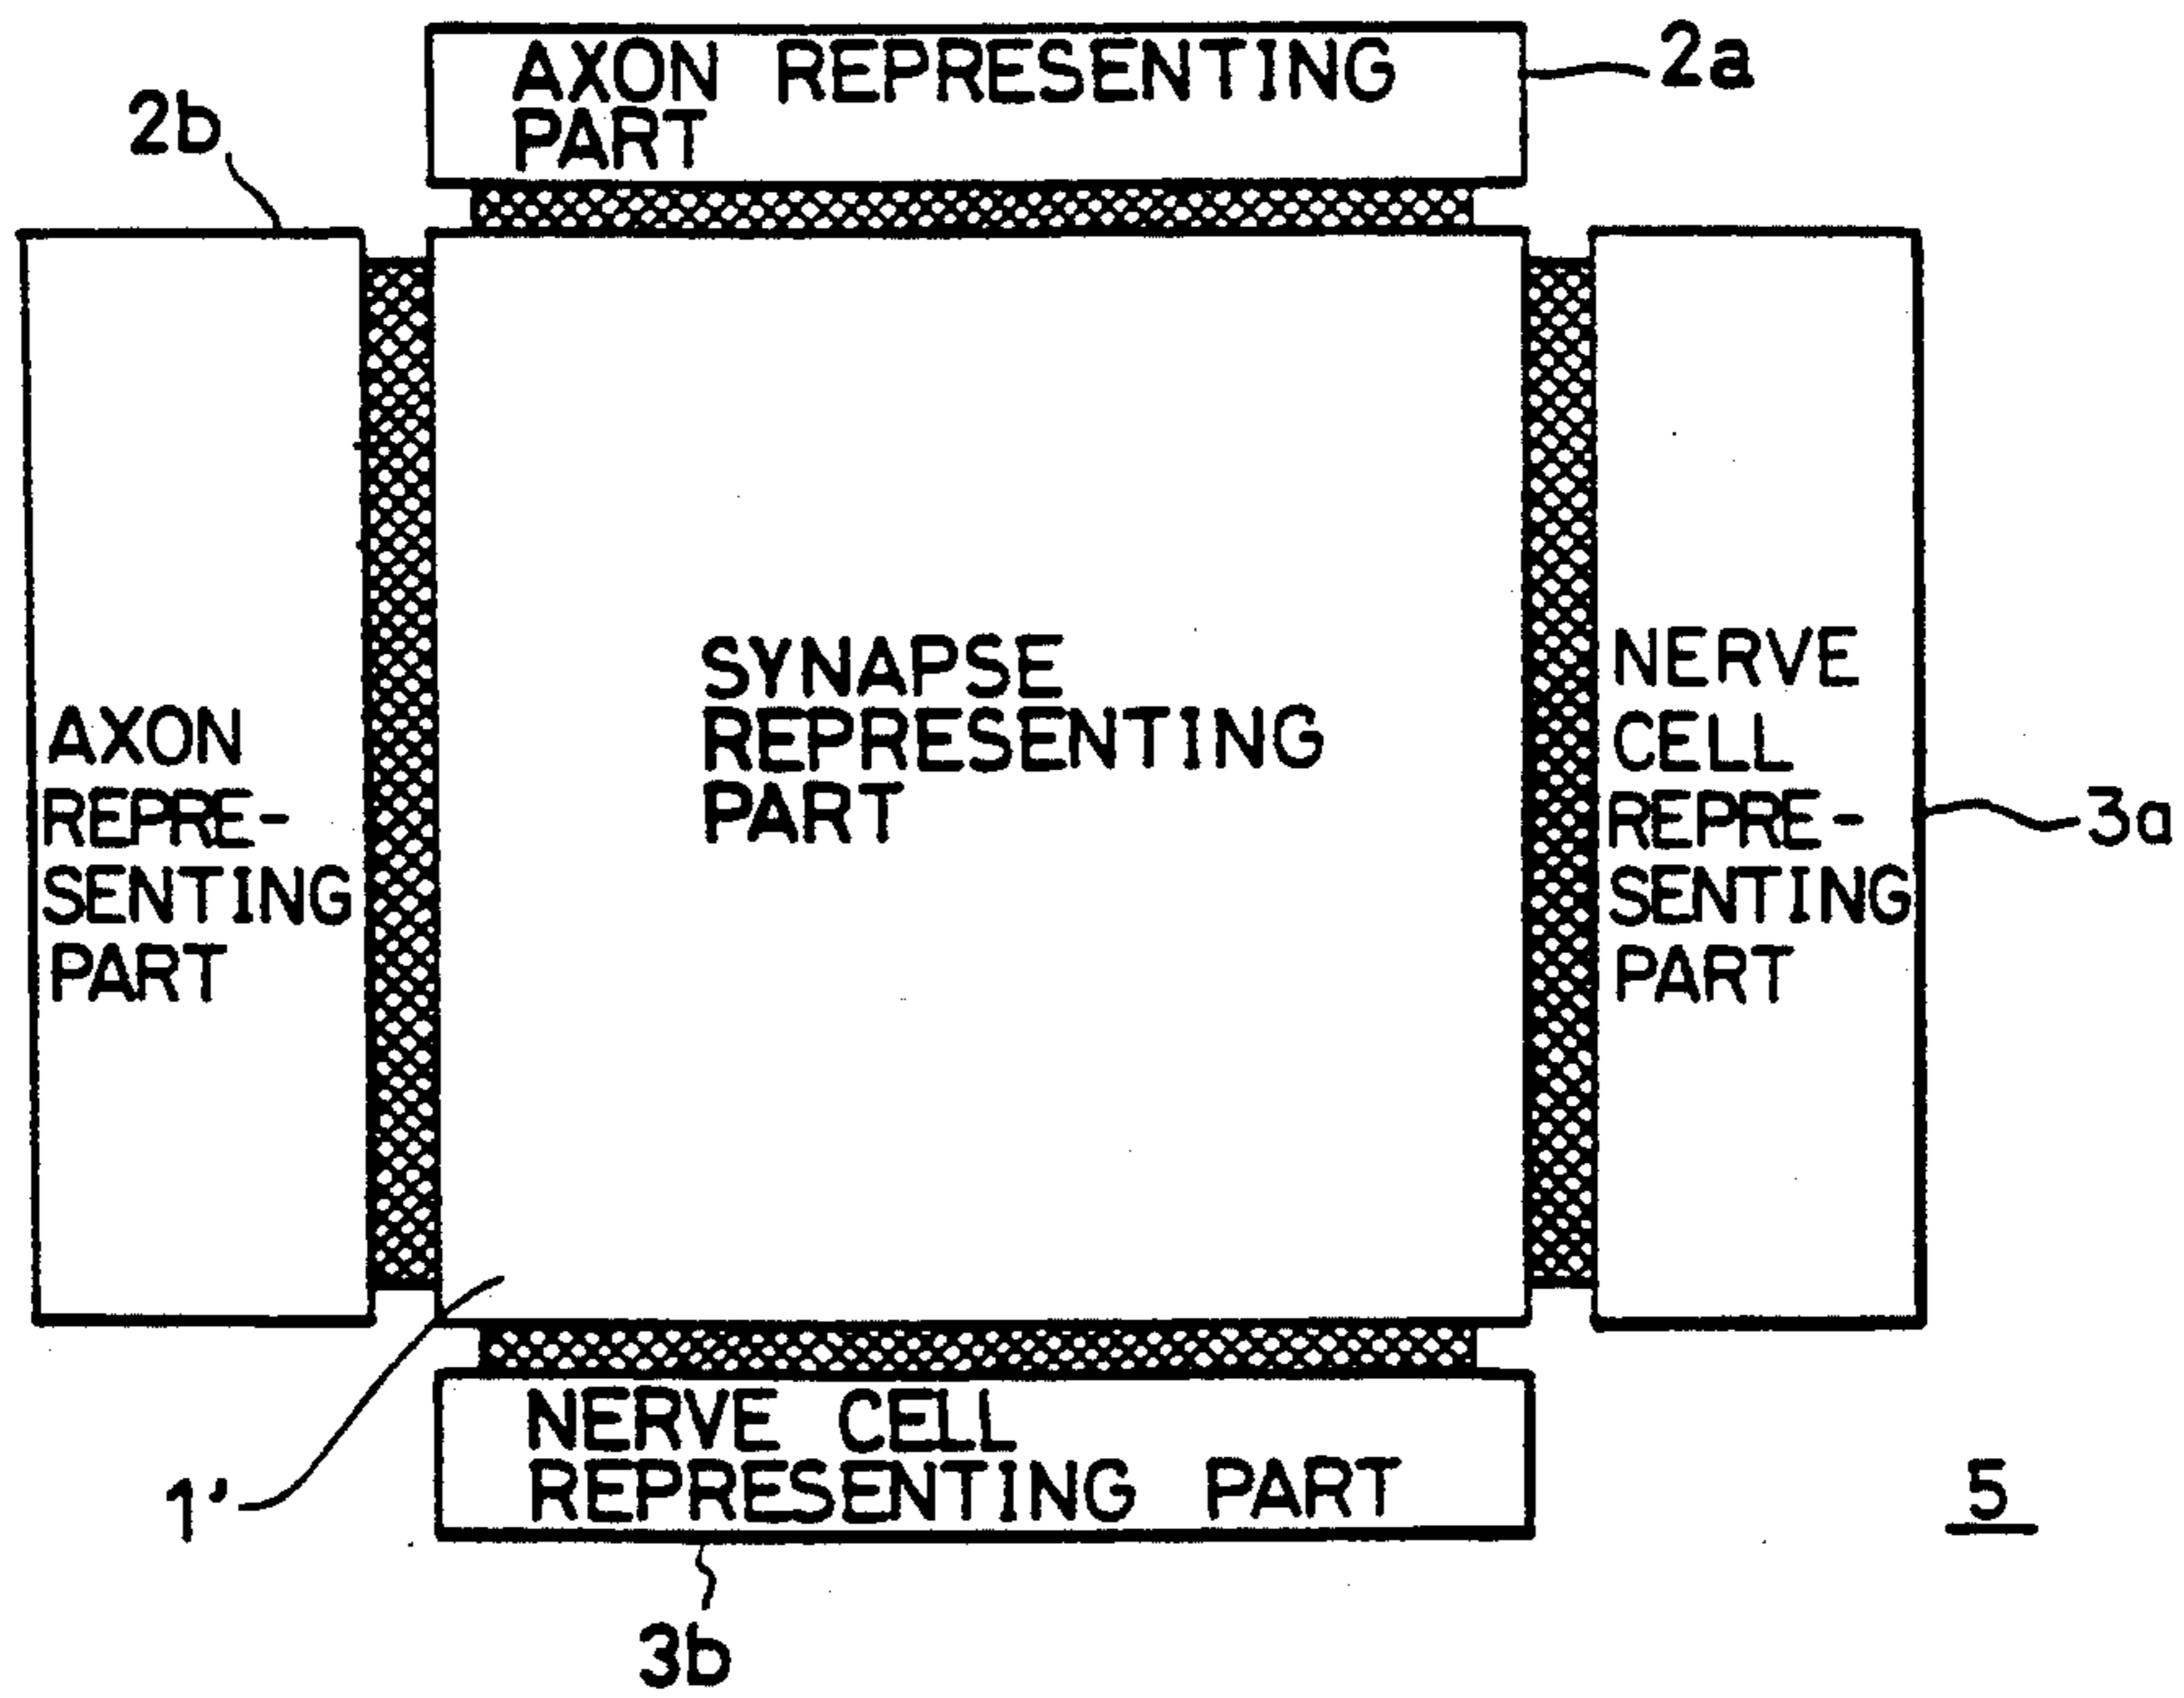 AXON REPRESENTING
PART
2a
2b
AXON
REPRE-
SENTING
PART
SYNAPSE
REPRESENTING
PART
NERVE
CELL
REPRE-
SENTING
PART
3a
1'
NERVE CELL
REPRESENTING PART
3b
5